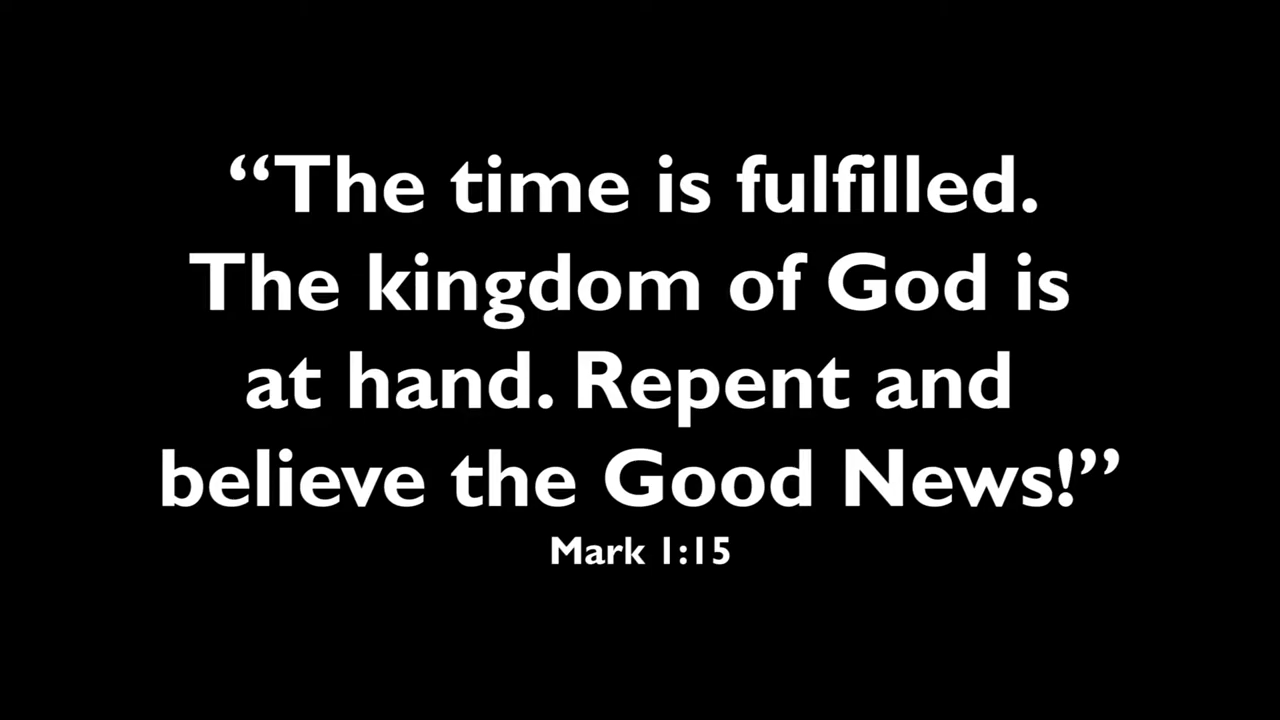 “The time is fulfilled.
The kingdom of God is
at hand. Repent and
believe the Good News!”
Mark 1:15